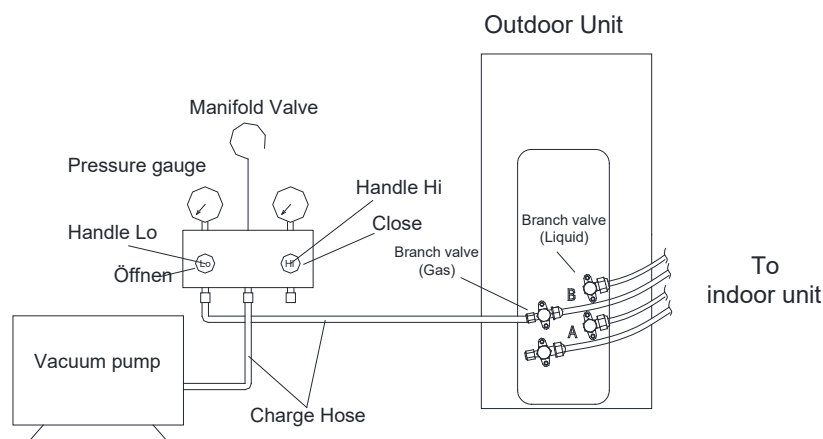 Outdoor Unit
Manifold Valve
Pressure gauge
Handle Hi
Handle Lo
Close
Öffnen
Lo
Hi
Branch valve
(Gas)
Branch valve
(Liquid)
B
A
To
indoor unit
Vacuum pump
Charge Hose